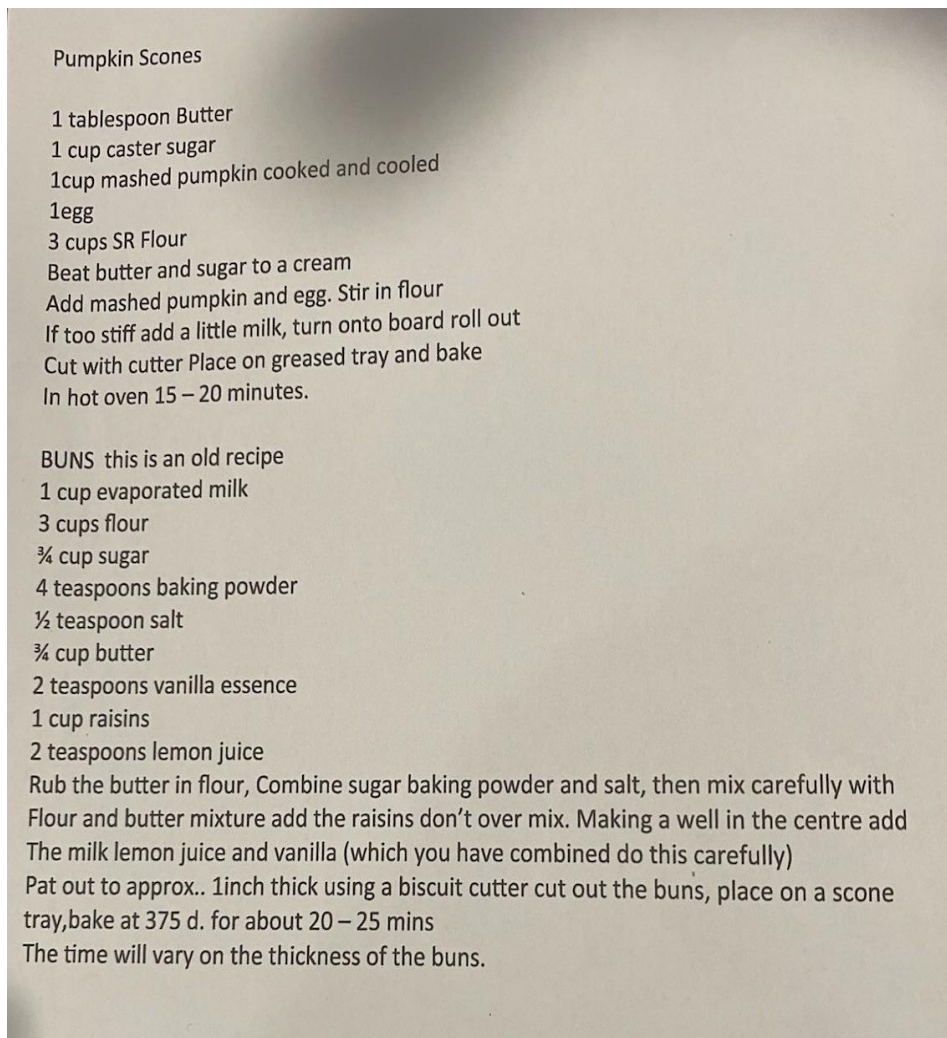 Pumpkin Scones
1 tablespoon Butter
1 cup caster sugar
1cup mashed pumpkin cooked and cooled
1egg
3 cups SR Flour
Beat butter and sugar to a cream
Add mashed pumpkin and egg. Stir in flour
If too stiff add a little milk, turn onto board roll out
Cut with cutter Place on greased tray and bake
In hot oven 15 – 20 minutes.
BUNS  this is an old recipe
1 cup evaporated milk
3 cups flour
¾ cup sugar
4 teaspoons baking powder
½ teaspoon salt
¾ cup butter
2 teaspoons vanilla essence
1 cup raisins
2 teaspoons lemon juice
Rub the butter in flour, Combine sugar baking powder and salt, then mix carefully with
Flour and butter mixture add the raisins don’t over mix. Making a well in the centre add
The milk lemon juice and vanilla (which you have combined do this carefully)
Pat out to approx.. 1inch thick using a biscuit cutter cut out the buns, place on a scone
tray,bake at 375 d. for about 20 – 25 mins
The time will vary on the thickness of the buns.